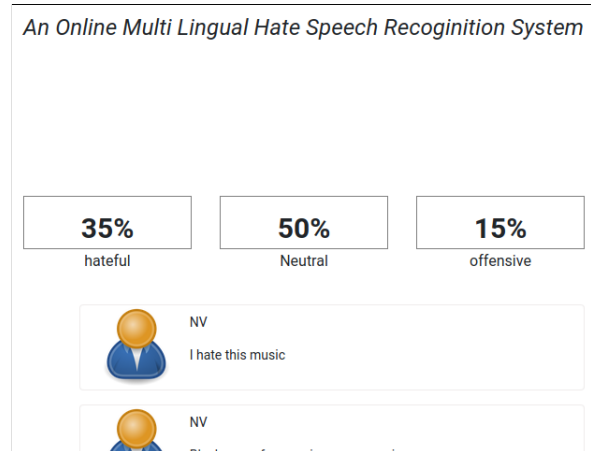 An Online Multi Lingual Hate Speech Recoginition System
35%
50%
15%
hateful
Neutral
offensive
NV
I hate this music
NV